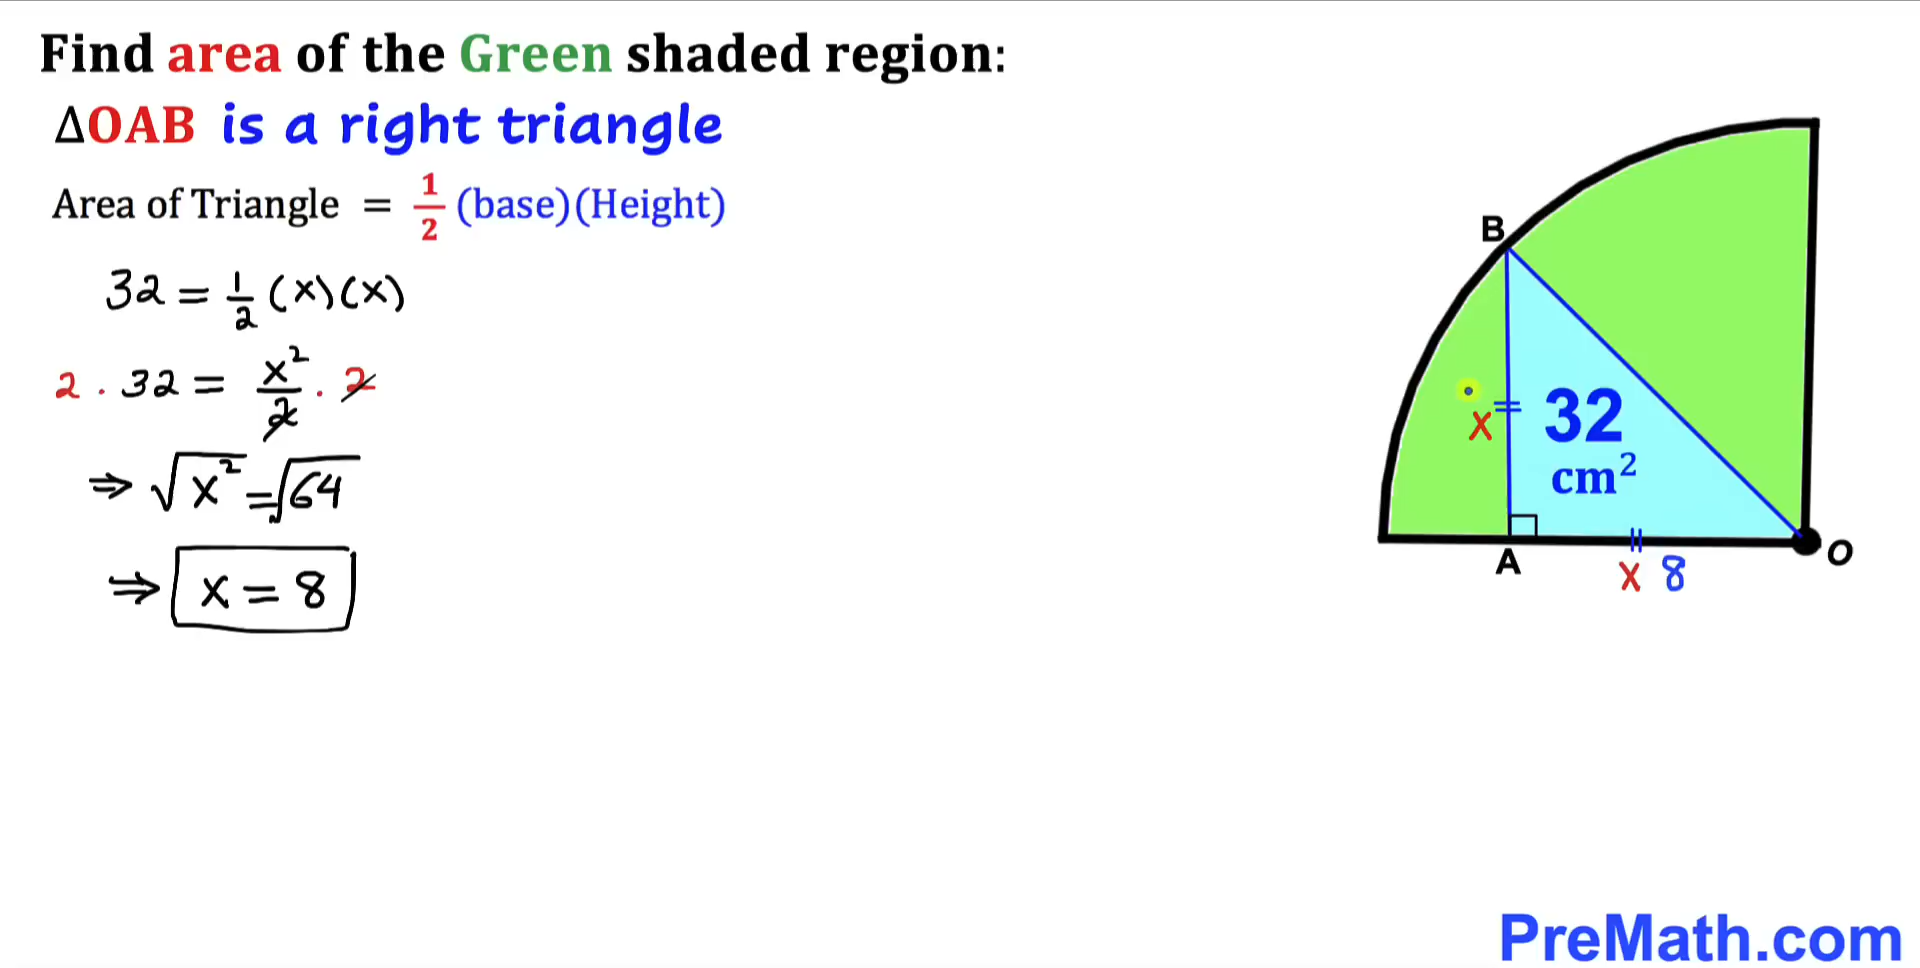 Find area of the Green shaded region:
ΔOAB is a right triangle
Area of Triangle = 1/2 (base)(Height)
32 = 1/2 (x)(x)
2 · 32 = x²/2 · 2
⇒ √x² = √64
⇒ x = 8
B
x
32
cm²
A
x 8
O
PreMath.com